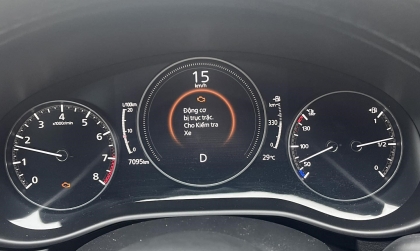 15
km/h
Động cơ
bị trục trặc.
Cho Kiểm tra
Xe
D
7095km
29°C
L/100km
20
10
0
km
330
x1000r/min
0
1
2
3
4
5
6
7
8
130
50
1/2
0